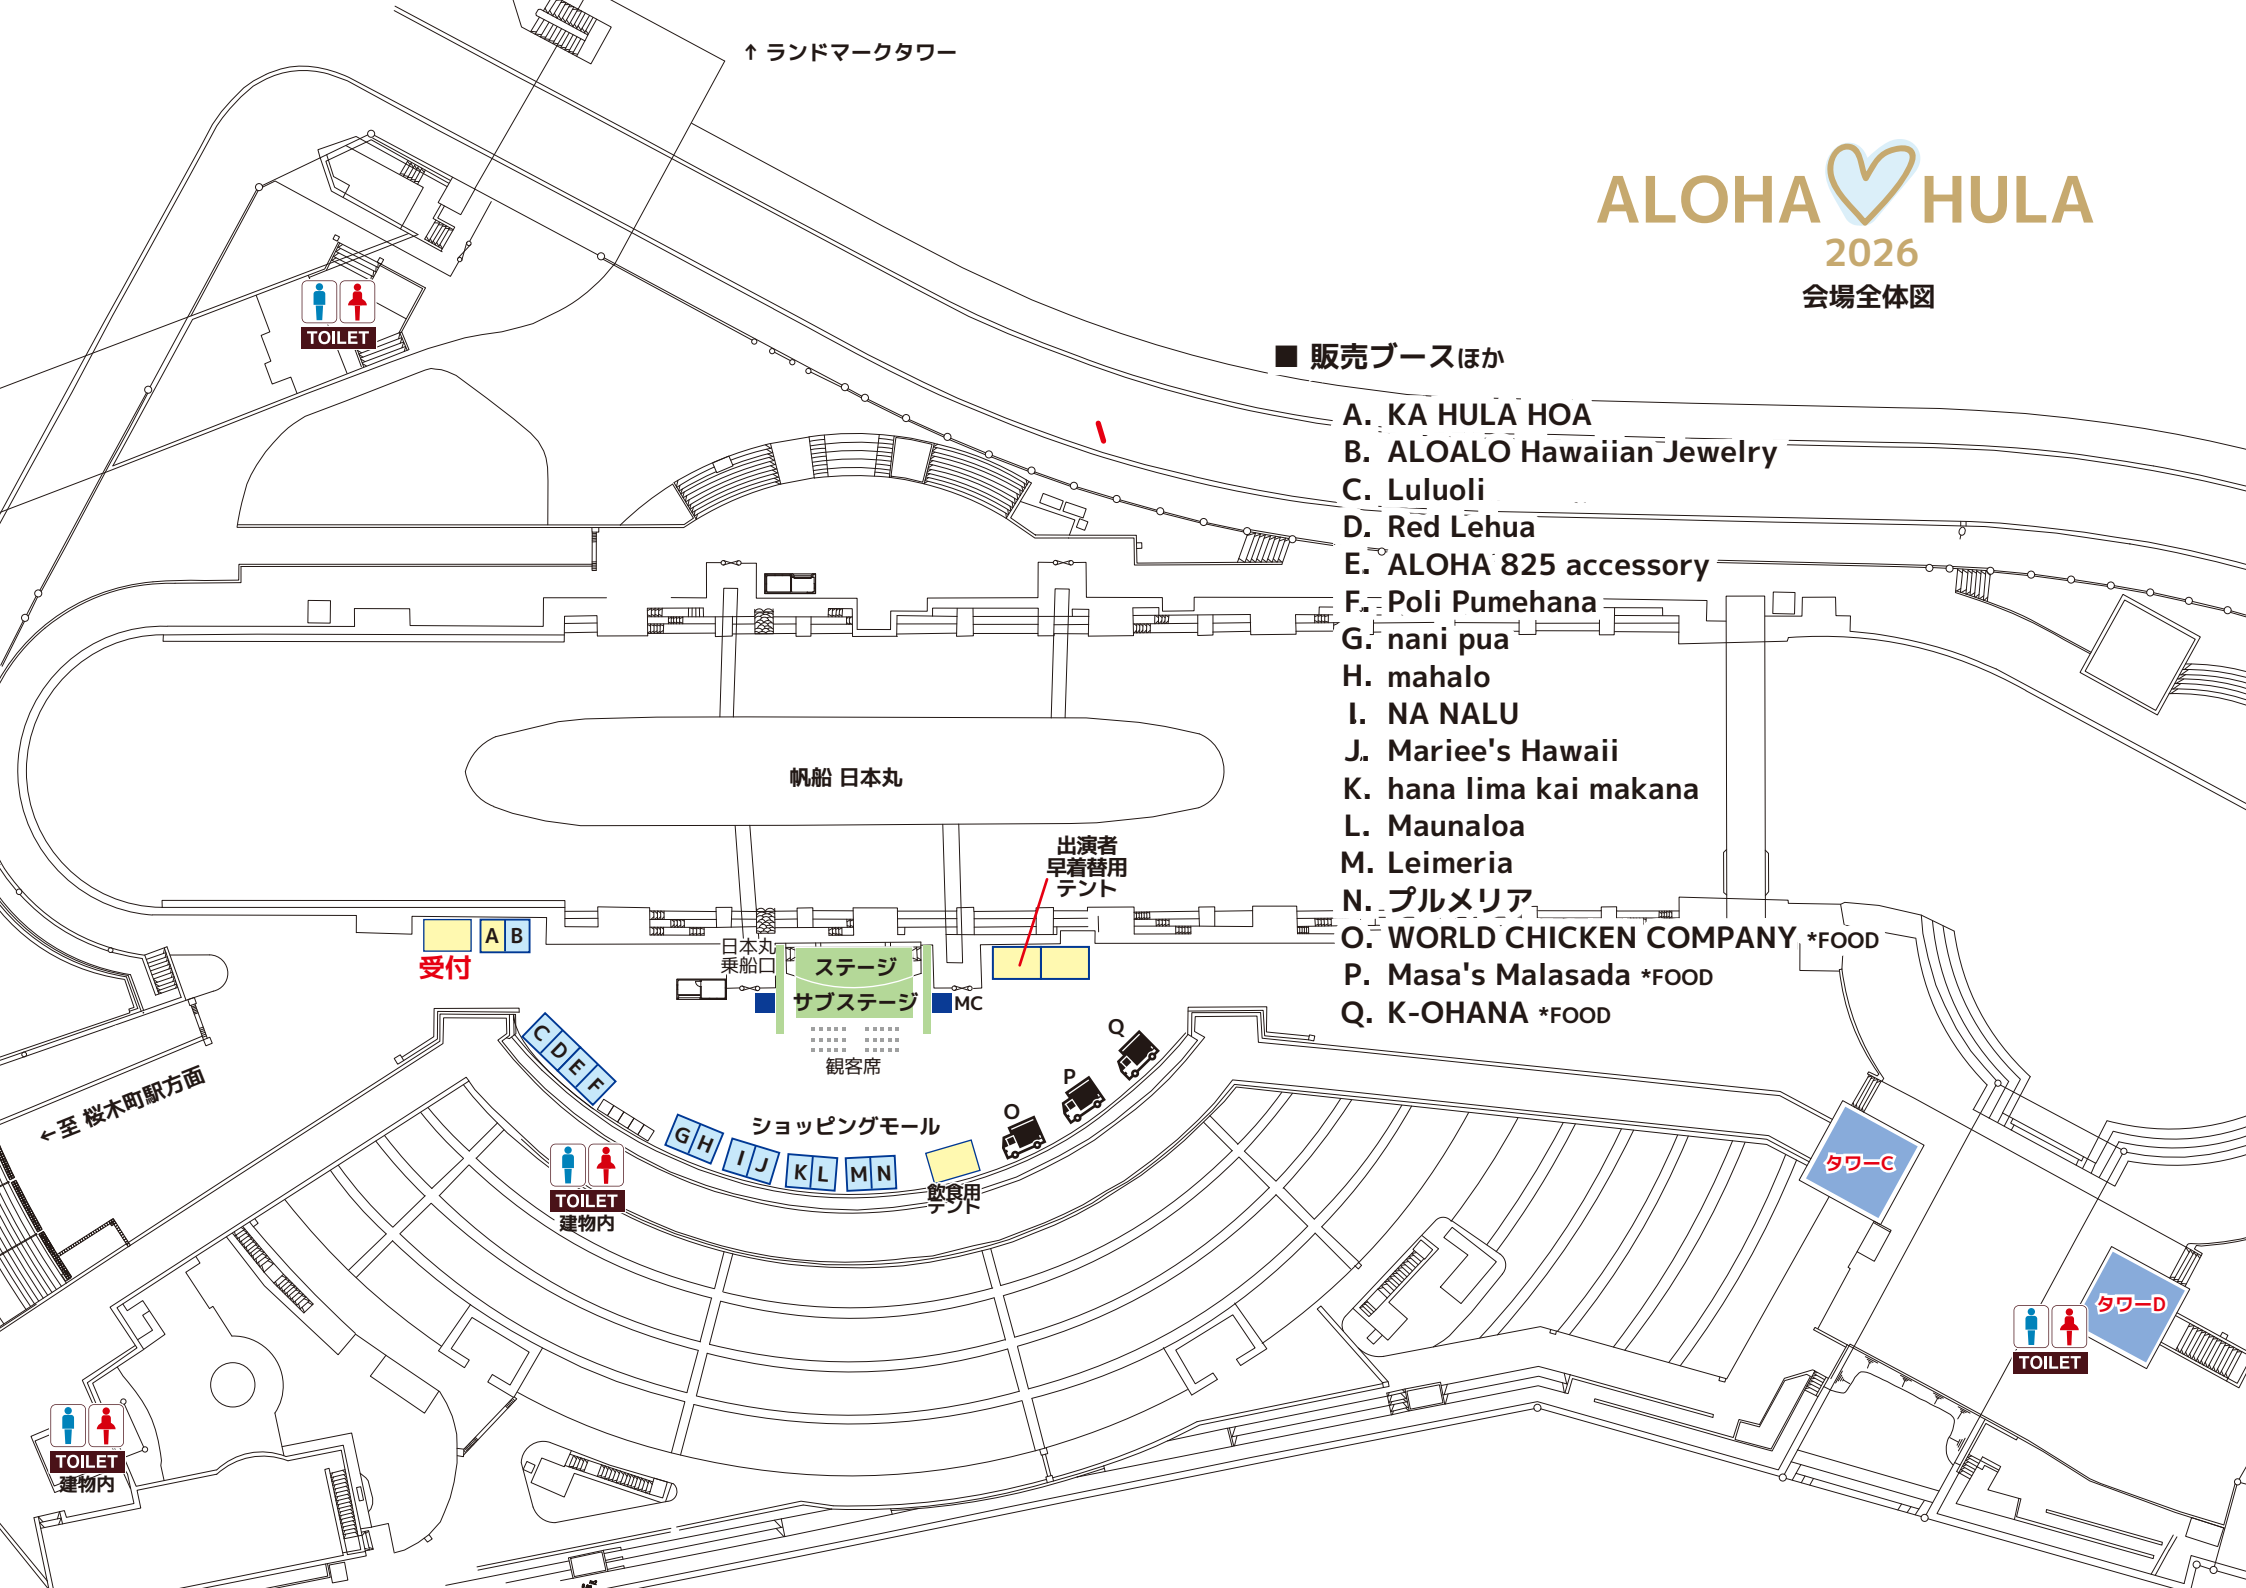 ↑ ランドマークタワー
ALOHA HULA
2026
会場全体図
■ 販売ブースほか
A. KA HULA HOA
B. ALOALO Hawaiian Jewelry
C. Luluoli
D. Red Lehua
E. ALOHA 825 accessory
F. Poli Pumehana
G. nani pua
H. mahalo
I. NA NALU
J. Mariee's Hawaii
K. hana lima kai makana
L. Maunaloa
M. Leimeria
N. プルメリア
O. WORLD CHICKEN COMPANY *FOOD
P. Masa's Malasada *FOOD
Q. K-OHANA *FOOD
TOILET
帆船 日本丸
出演者
早着替用
テント
受付
A B
日本丸
乗船口
ステージ
サブステージ
MC
観客席
C D E F
G H
I J
K L
M N
O
P
Q
ショッピングモール
飲食用
テント
←至 桜木町駅方面
TOILET
建物内
TOILET
建物内
タワーC
タワーD
TOILET